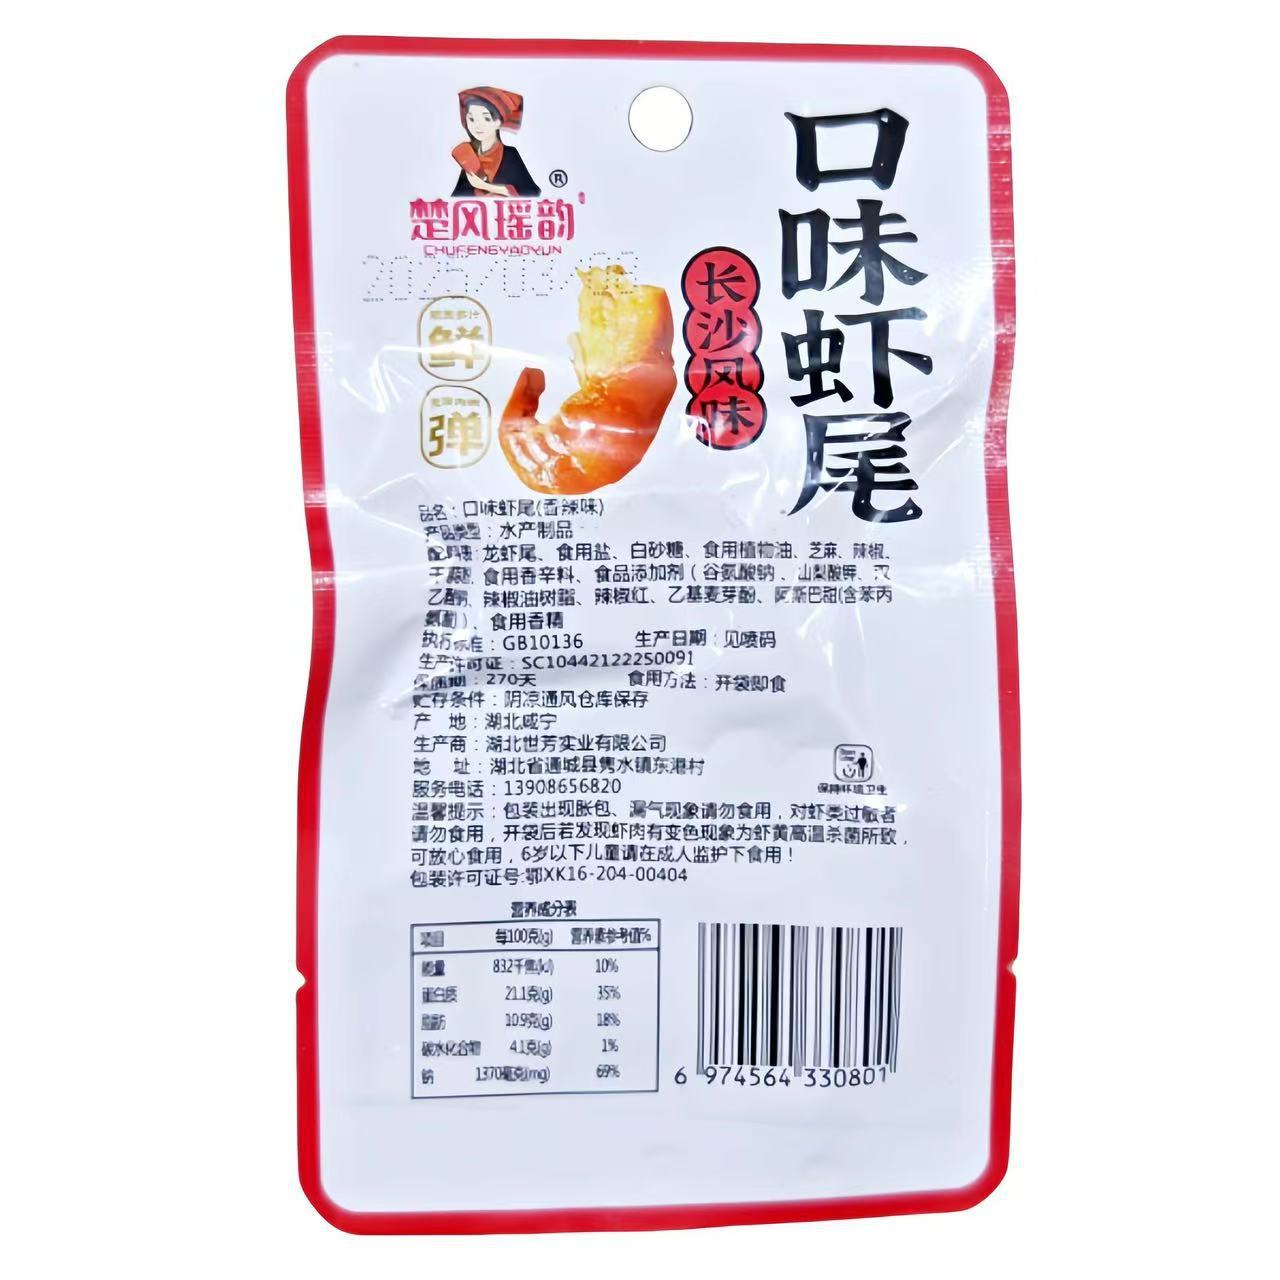 楚风瑶韵
CHUFENGYAOYUN
®
鲜
弹
长沙风味
口味虾尾
品名：口味虾尾(香辣味)
产品类型：水产制品
配料表：龙虾尾、食用盐、白砂糖、食用植物油、芝麻、辣椒、
食用香辛料、食品添加剂（谷氨酸钠、山梨酸钾、
辣椒油树脂、辣椒红、乙基麦芽酚、阿斯巴甜(含苯丙
氨酸)）、食用香精
执行标准：GB10136 生产日期：见喷码
生产许可证：SC10442122250091
保质期：270天 食用方法：开袋即食
贮存条件：阴凉通风仓库保存
产 地：湖北咸宁
生产商：湖北世芳实业有限公司
地 址：湖北省通城县隽水镇东港村
服务电话：13908656820
保持环境卫生
温馨提示：包装出现胀包、漏气现象请勿食用，对虾类过敏者
请勿食用，开袋后若发现虾肉有变色现象为虾黄高温杀菌所致，
可放心食用，6岁以下儿童请在成人监护下食用！
包装许可证号:鄂XK16-204-00404
营养成分表
项目 每100克(g) 营养素参考值%
能量 832千焦(kJ) 10%
蛋白质 21.1克(g) 35%
脂肪 10.9克(g) 18%
碳水化合物 4.1克(g) 1%
钠 1370毫克(mg) 69%
6 974564 330801